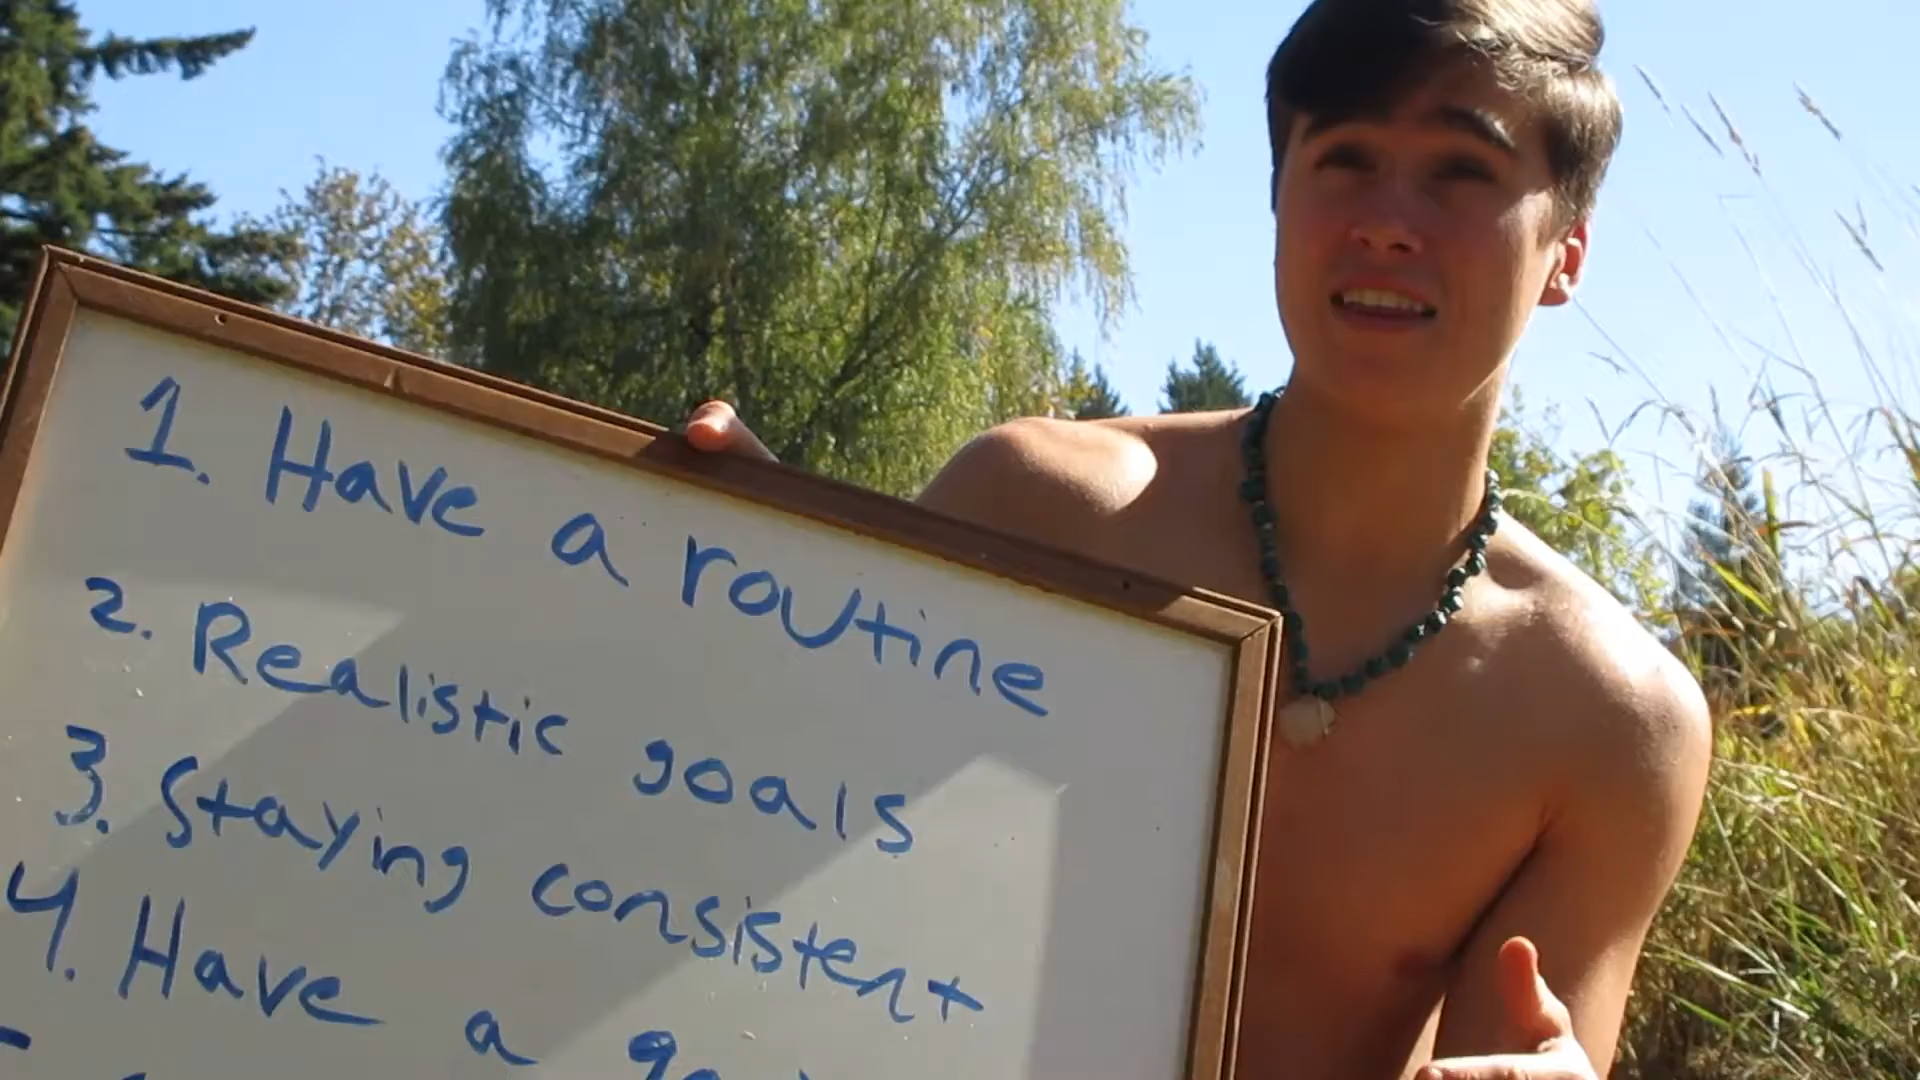 1. Have a routine
2. Realistic goals
3. Staying consistent
4. Have a